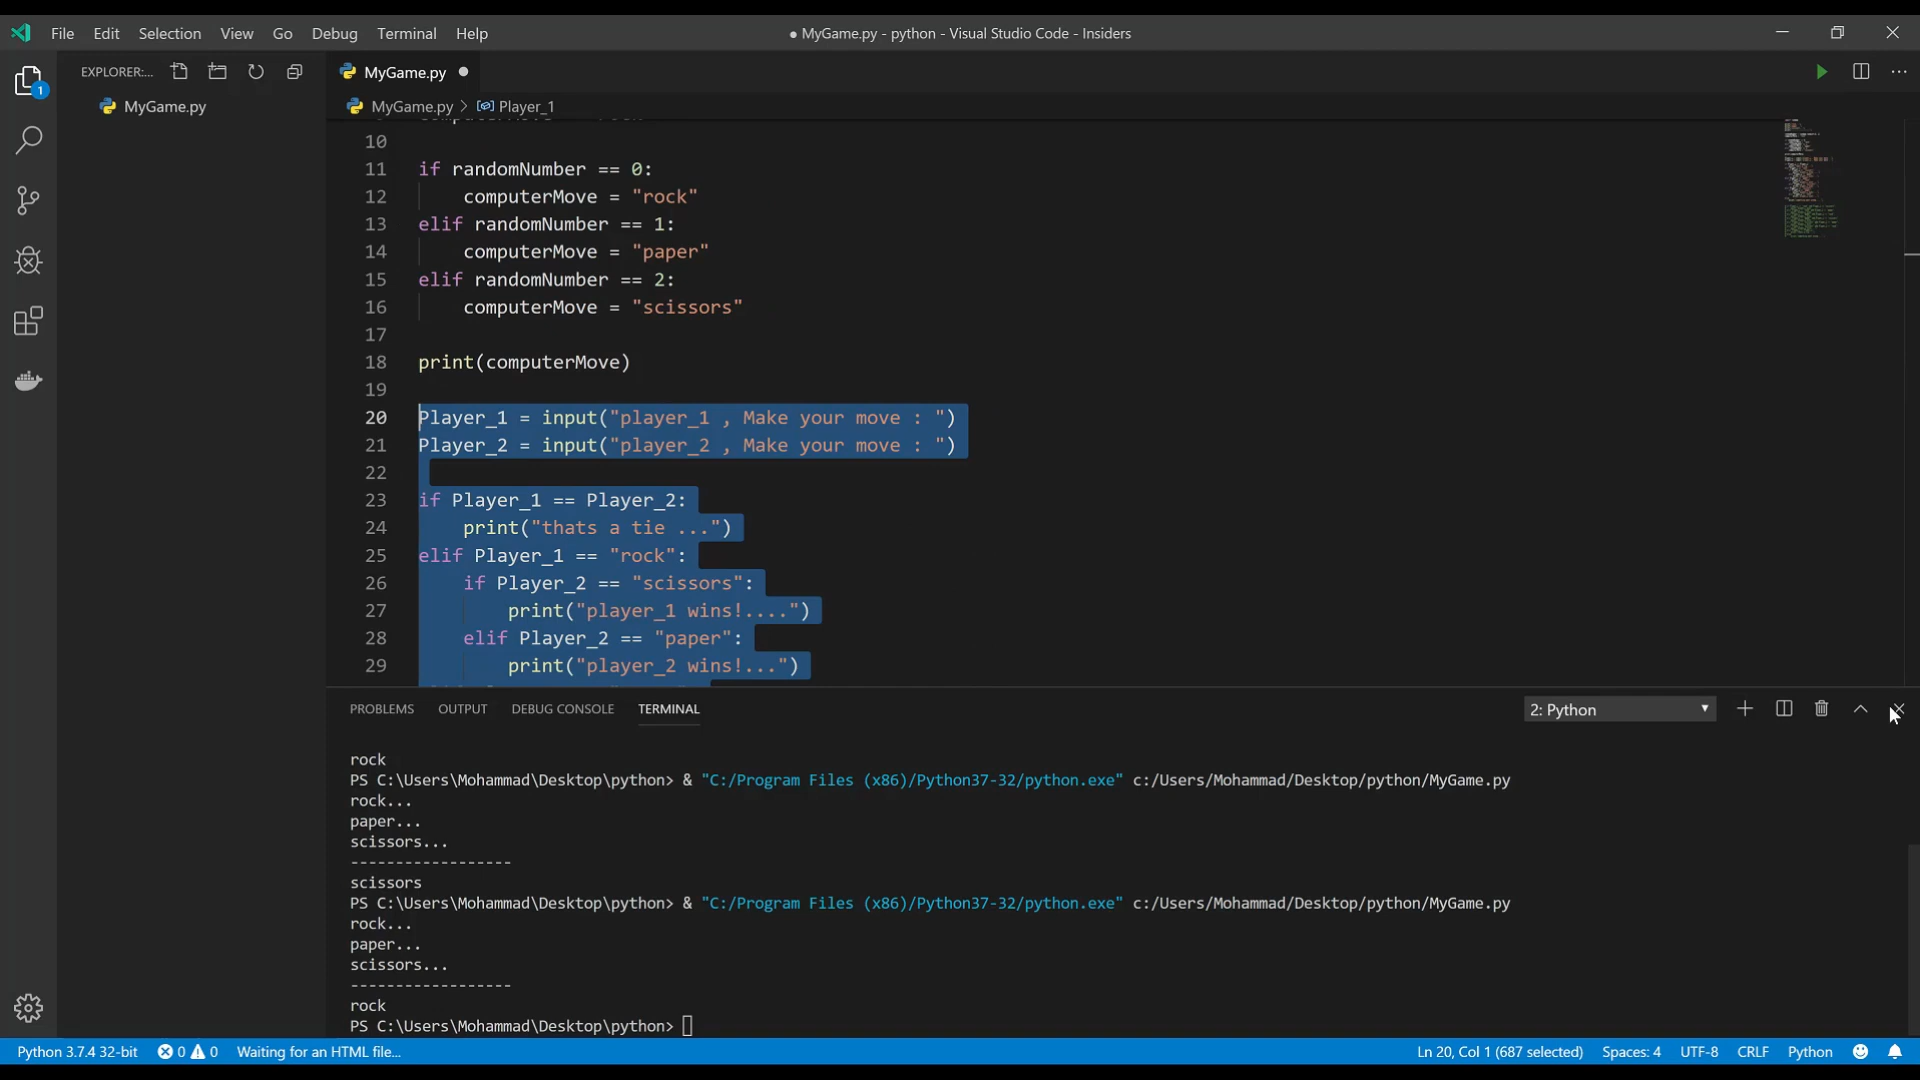 File Edit Selection View Go Debug Terminal Help
● MyGame.py - python - Visual Studio Code - Insiders
EXPLORER:...
MyGame.py
1
MyGame.py ●
MyGame.py > Player_1
10
11 if randomNumber == 0:
12 computerMove = "rock"
13 elif randomNumber == 1:
14 computerMove = "paper"
15 elif randomNumber == 2:
16 computerMove = "scissors"
17
18 print(computerMove)
19
20 Player_1 = input("player_1 , Make your move : ")
21 Player_2 = input("player_2 , Make your move : ")
22
23 if Player_1 == Player_2:
24 print("thats a tie ...")
25 elif Player_1 == "rock":
26 if Player_2 == "scissors":
27 print("player_1 wins!....")
28 elif Player_2 == "paper":
29 print("player_2 wins!...")
PROBLEMS OUTPUT DEBUG CONSOLE TERMINAL
2: Python
rock
PS C:\Users\Mohammad\Desktop\python> & "C:/Program Files (x86)/Python37-32/python.exe" c:/Users/Mohammad/Desktop/python/MyGame.py
rock...
paper...
scissors...
------------------
scissors
PS C:\Users\Mohammad\Desktop\python> & "C:/Program Files (x86)/Python37-32/python.exe" c:/Users/Mohammad/Desktop/python/MyGame.py
rock...
paper...
scissors...
------------------
rock
PS C:\Users\Mohammad\Desktop\python>
Python 3.7.4 32-bit 0 0 Waiting for an HTML file... Ln 20, Col 1 (687 selected) Spaces: 4 UTF-8 CRLF Python